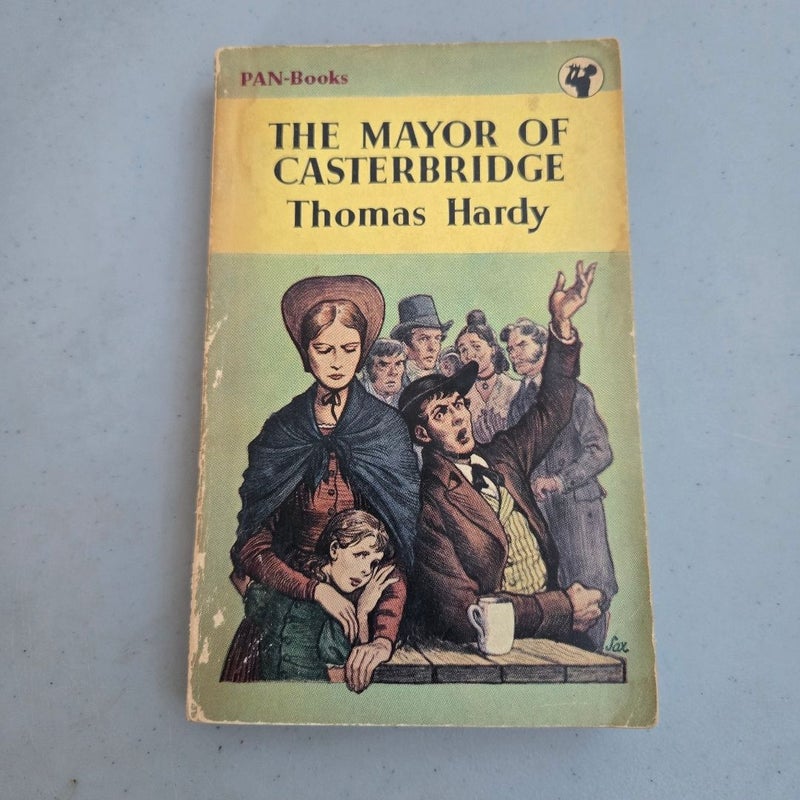 PAN-Books
THE MAYOR OF
CASTERBRIDGE
Thomas Hardy
Sax